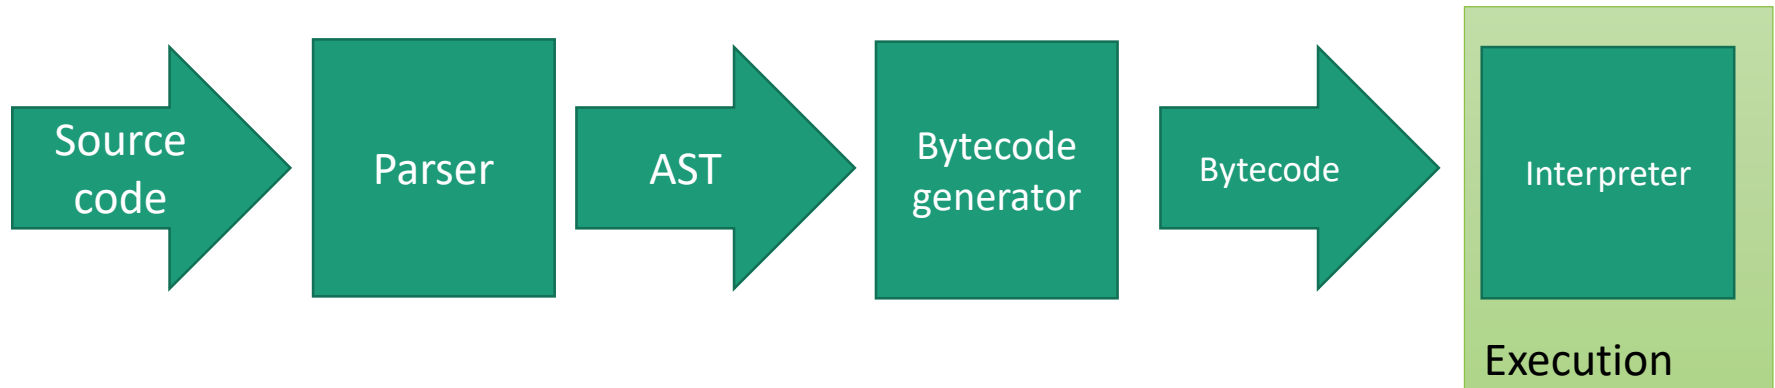 Source
code
Parser
AST
Bytecode
generator
Bytecode
Interpreter
Execution